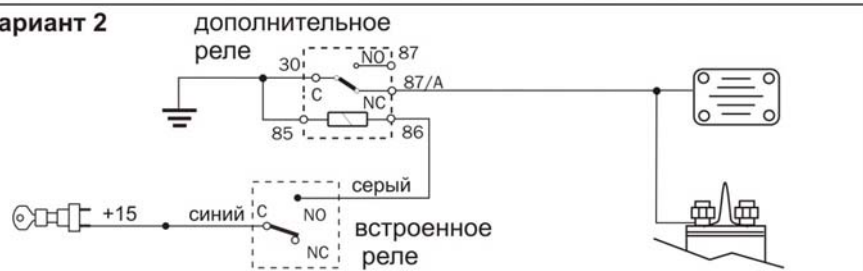 ариант 2
дополнительное
реле
30
NO
87
C
NC
87/A
85
86
серый
+15
синий
C
NO
NC
встроенное
реле